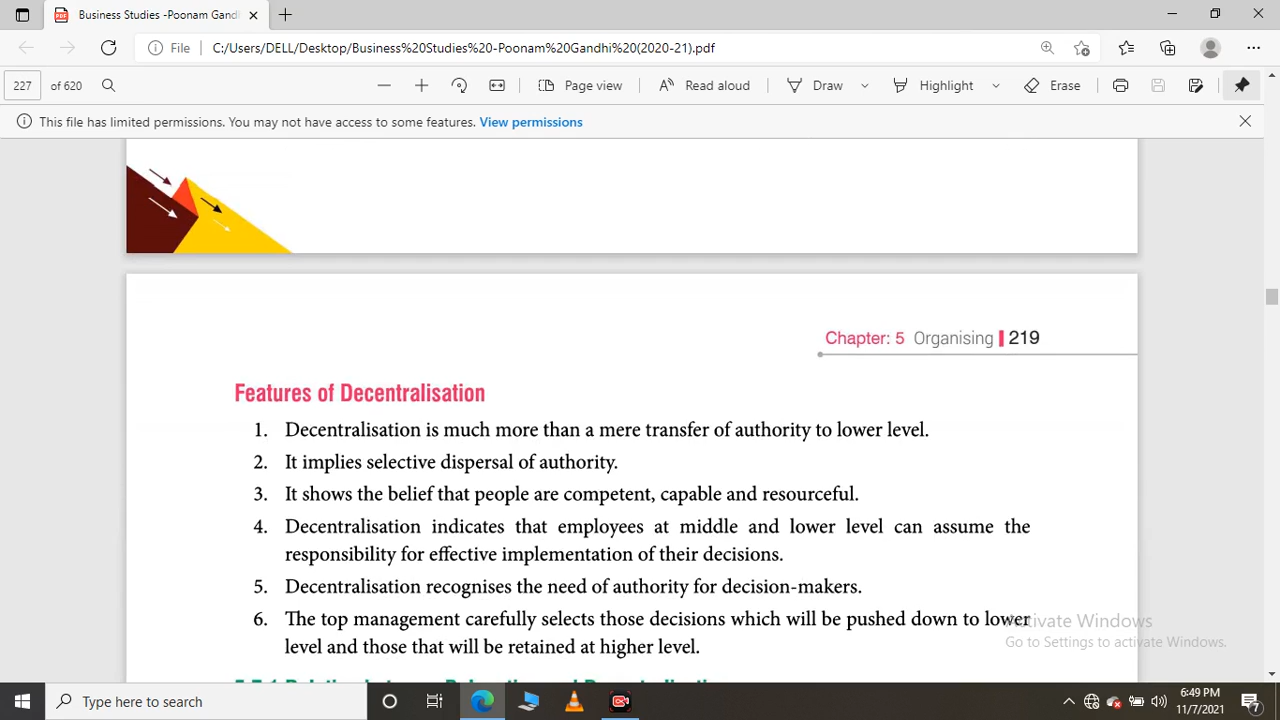 Business Studies -Poonam Gandh
File C:/Users/DELL/Desktop/Business%20Studies%20-Poonam%20Gandhi%20(2020-21).pdf
227 of 620 Page view Read aloud Draw Highlight Erase
This file has limited permissions. You may not have access to some features. View permissions
Chapter: 5 Organising 219
Features of Decentralisation
1. Decentralisation is much more than a mere transfer of authority to lower level.
2. It implies selective dispersal of authority.
3. It shows the belief that people are competent, capable and resourceful.
4. Decentralisation indicates that employees at middle and lower level can assume the
responsibility for effective implementation of their decisions.
5. Decentralisation recognises the need of authority for decision-makers.
6. The top management carefully selects those decisions which will be pushed down to lower
level and those that will be retained at higher level.
Activate Windows
Go to Settings to activate Windows.
Type here to search
6:49 PM
11/7/2021
7